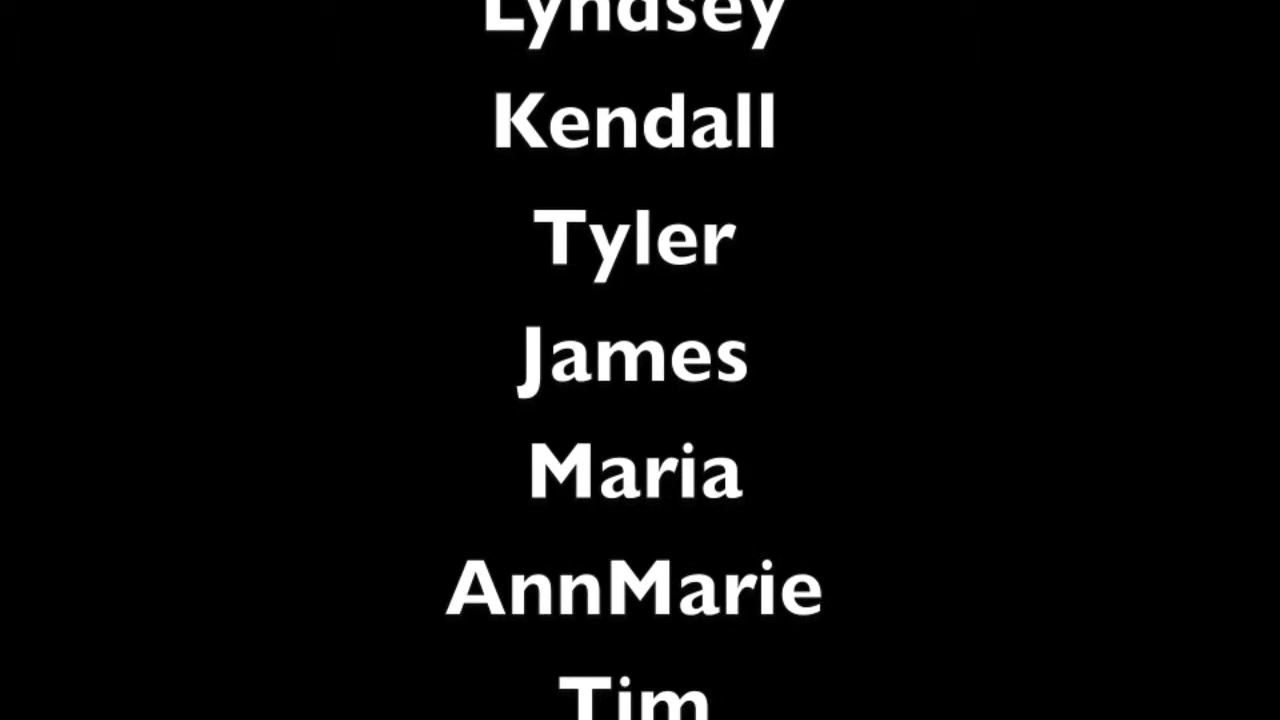 Lyndsey
Kendall
Tyler
James
Maria
AnnMarie
Tim